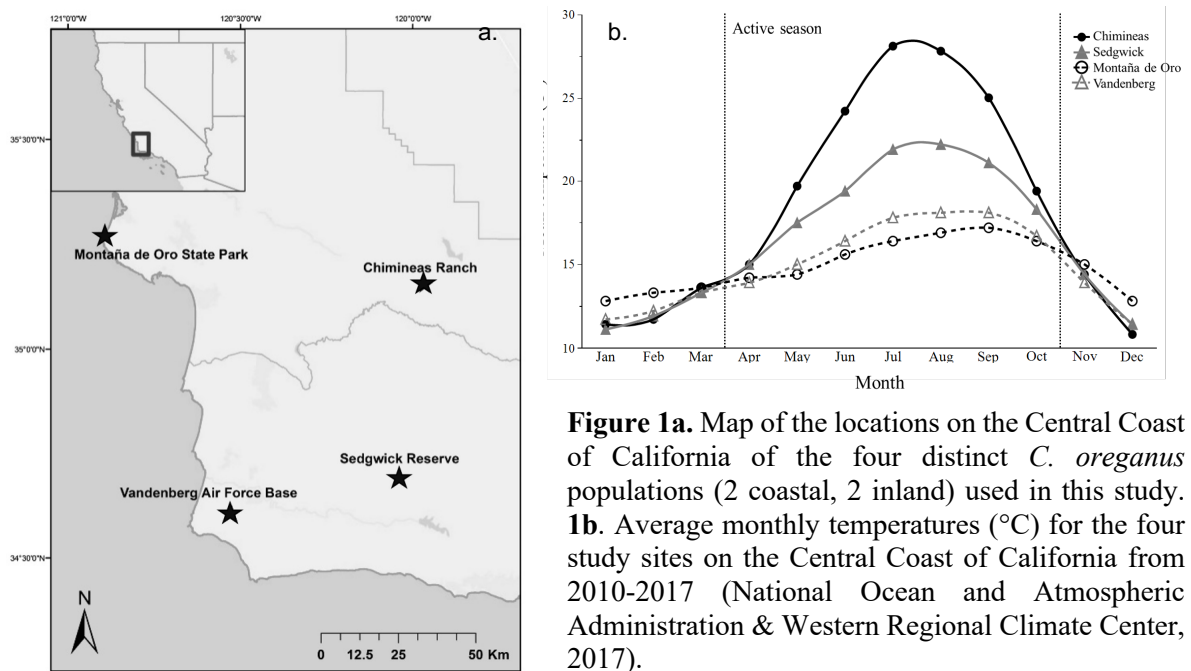 121°0'0"W
120°30'0"W
120°0'0"W
a.
35°30'0"N
Montaña de Oro State Park
Chimineas Ranch
35°0'0"N
Sedgwick Reserve
Vandenberg Air Force Base
34°30'0"N
N
0 12.5 25 50 Km
b.
Active season
Chimineas
Sedgwick
Montaña de Oro
Vandenberg
30
25
20
15
10
Jan Feb Mar Apr May Jun Jul Aug Sep Oct Nov Dec
Month
Figure 1a. Map of the locations on the Central Coast
of California of the four distinct C. oreganus
populations (2 coastal, 2 inland) used in this study.
1b. Average monthly temperatures (°C) for the four
study sites on the Central Coast of California from
2010-2017 (National Ocean and Atmospheric
Administration & Western Regional Climate Center,
2017).